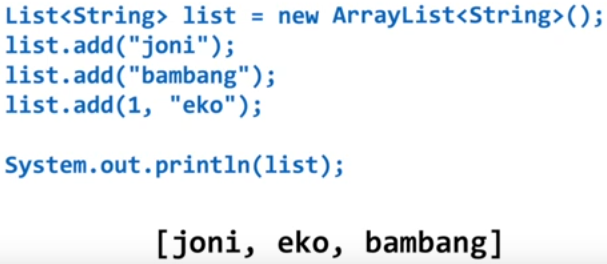 List<String> list = new ArrayList<String>();
list.add("joni");
list.add("bambang");
list.add(1, "eko");
System.out.println(list);
[joni, eko, bambang]